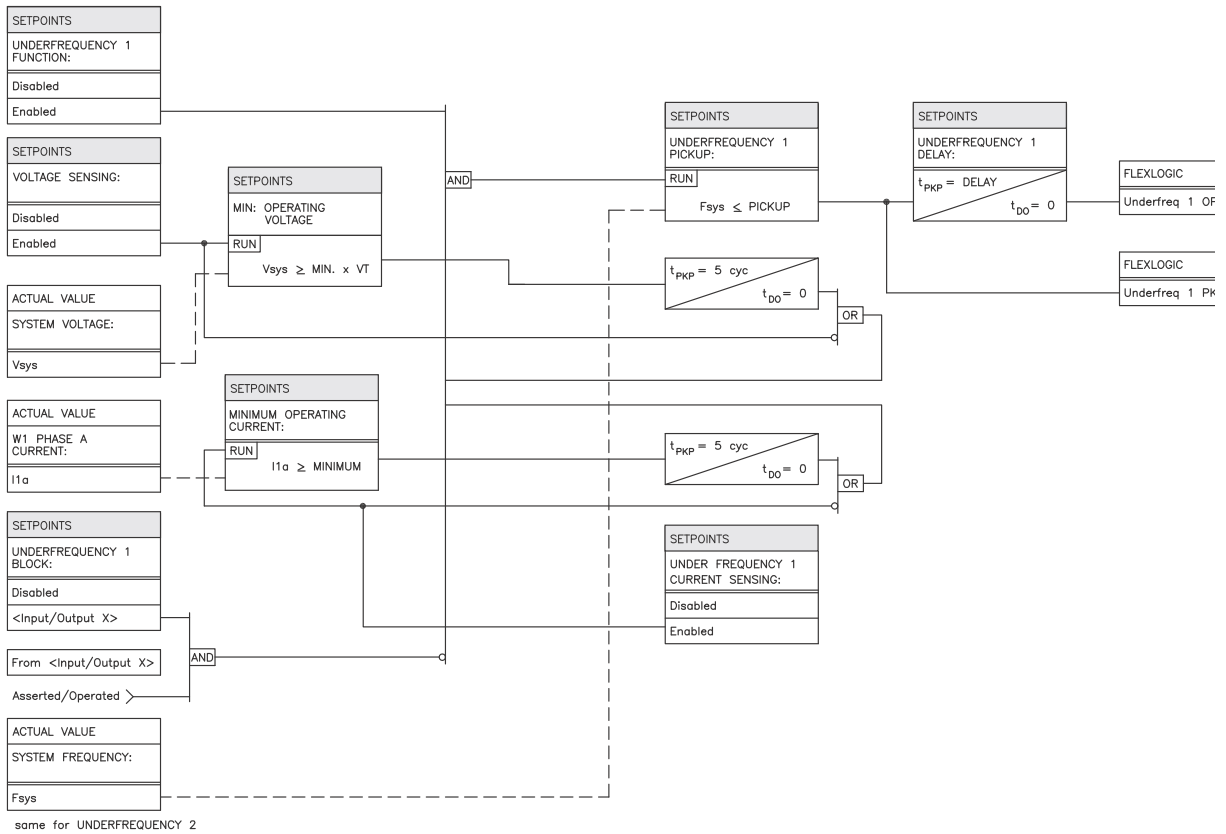 SETPOINTS
UNDERFREQUENCY 1
FUNCTION:
Disabled
Enabled
SETPOINTS
VOLTAGE SENSING:
Disabled
Enabled
ACTUAL VALUE
SYSTEM VOLTAGE:
Vsys
ACTUAL VALUE
W1 PHASE A
CURRENT:
I1a
SETPOINTS
UNDERFREQUENCY 1
BLOCK:
Disabled
<Input/Output X>
From <Input/Output X>
Asserted/Operated
AND
ACTUAL VALUE
SYSTEM FREQUENCY:
Fsys
same for UNDERFREQUENCY 2
SETPOINTS
MIN: OPERATING
VOLTAGE
RUN
Vsys ≥ MIN. x VT
SETPOINTS
MINIMUM OPERATING
CURRENT:
RUN
I1a ≥ MINIMUM
AND
SETPOINTS
UNDERFREQUENCY 1
PICKUP:
RUN
Fsys ≤ PICKUP
tPKP = 5 cyc
tDO = 0
OR
tPKP = 5 cyc
tDO = 0
OR
SETPOINTS
UNDER FREQUENCY 1
CURRENT SENSING:
Disabled
Enabled
SETPOINTS
UNDERFREQUENCY 1
DELAY:
tPKP = DELAY
tDO = 0
FLEXLOGIC
Underfreq 1
FLEXLOGIC
Underfreq 1